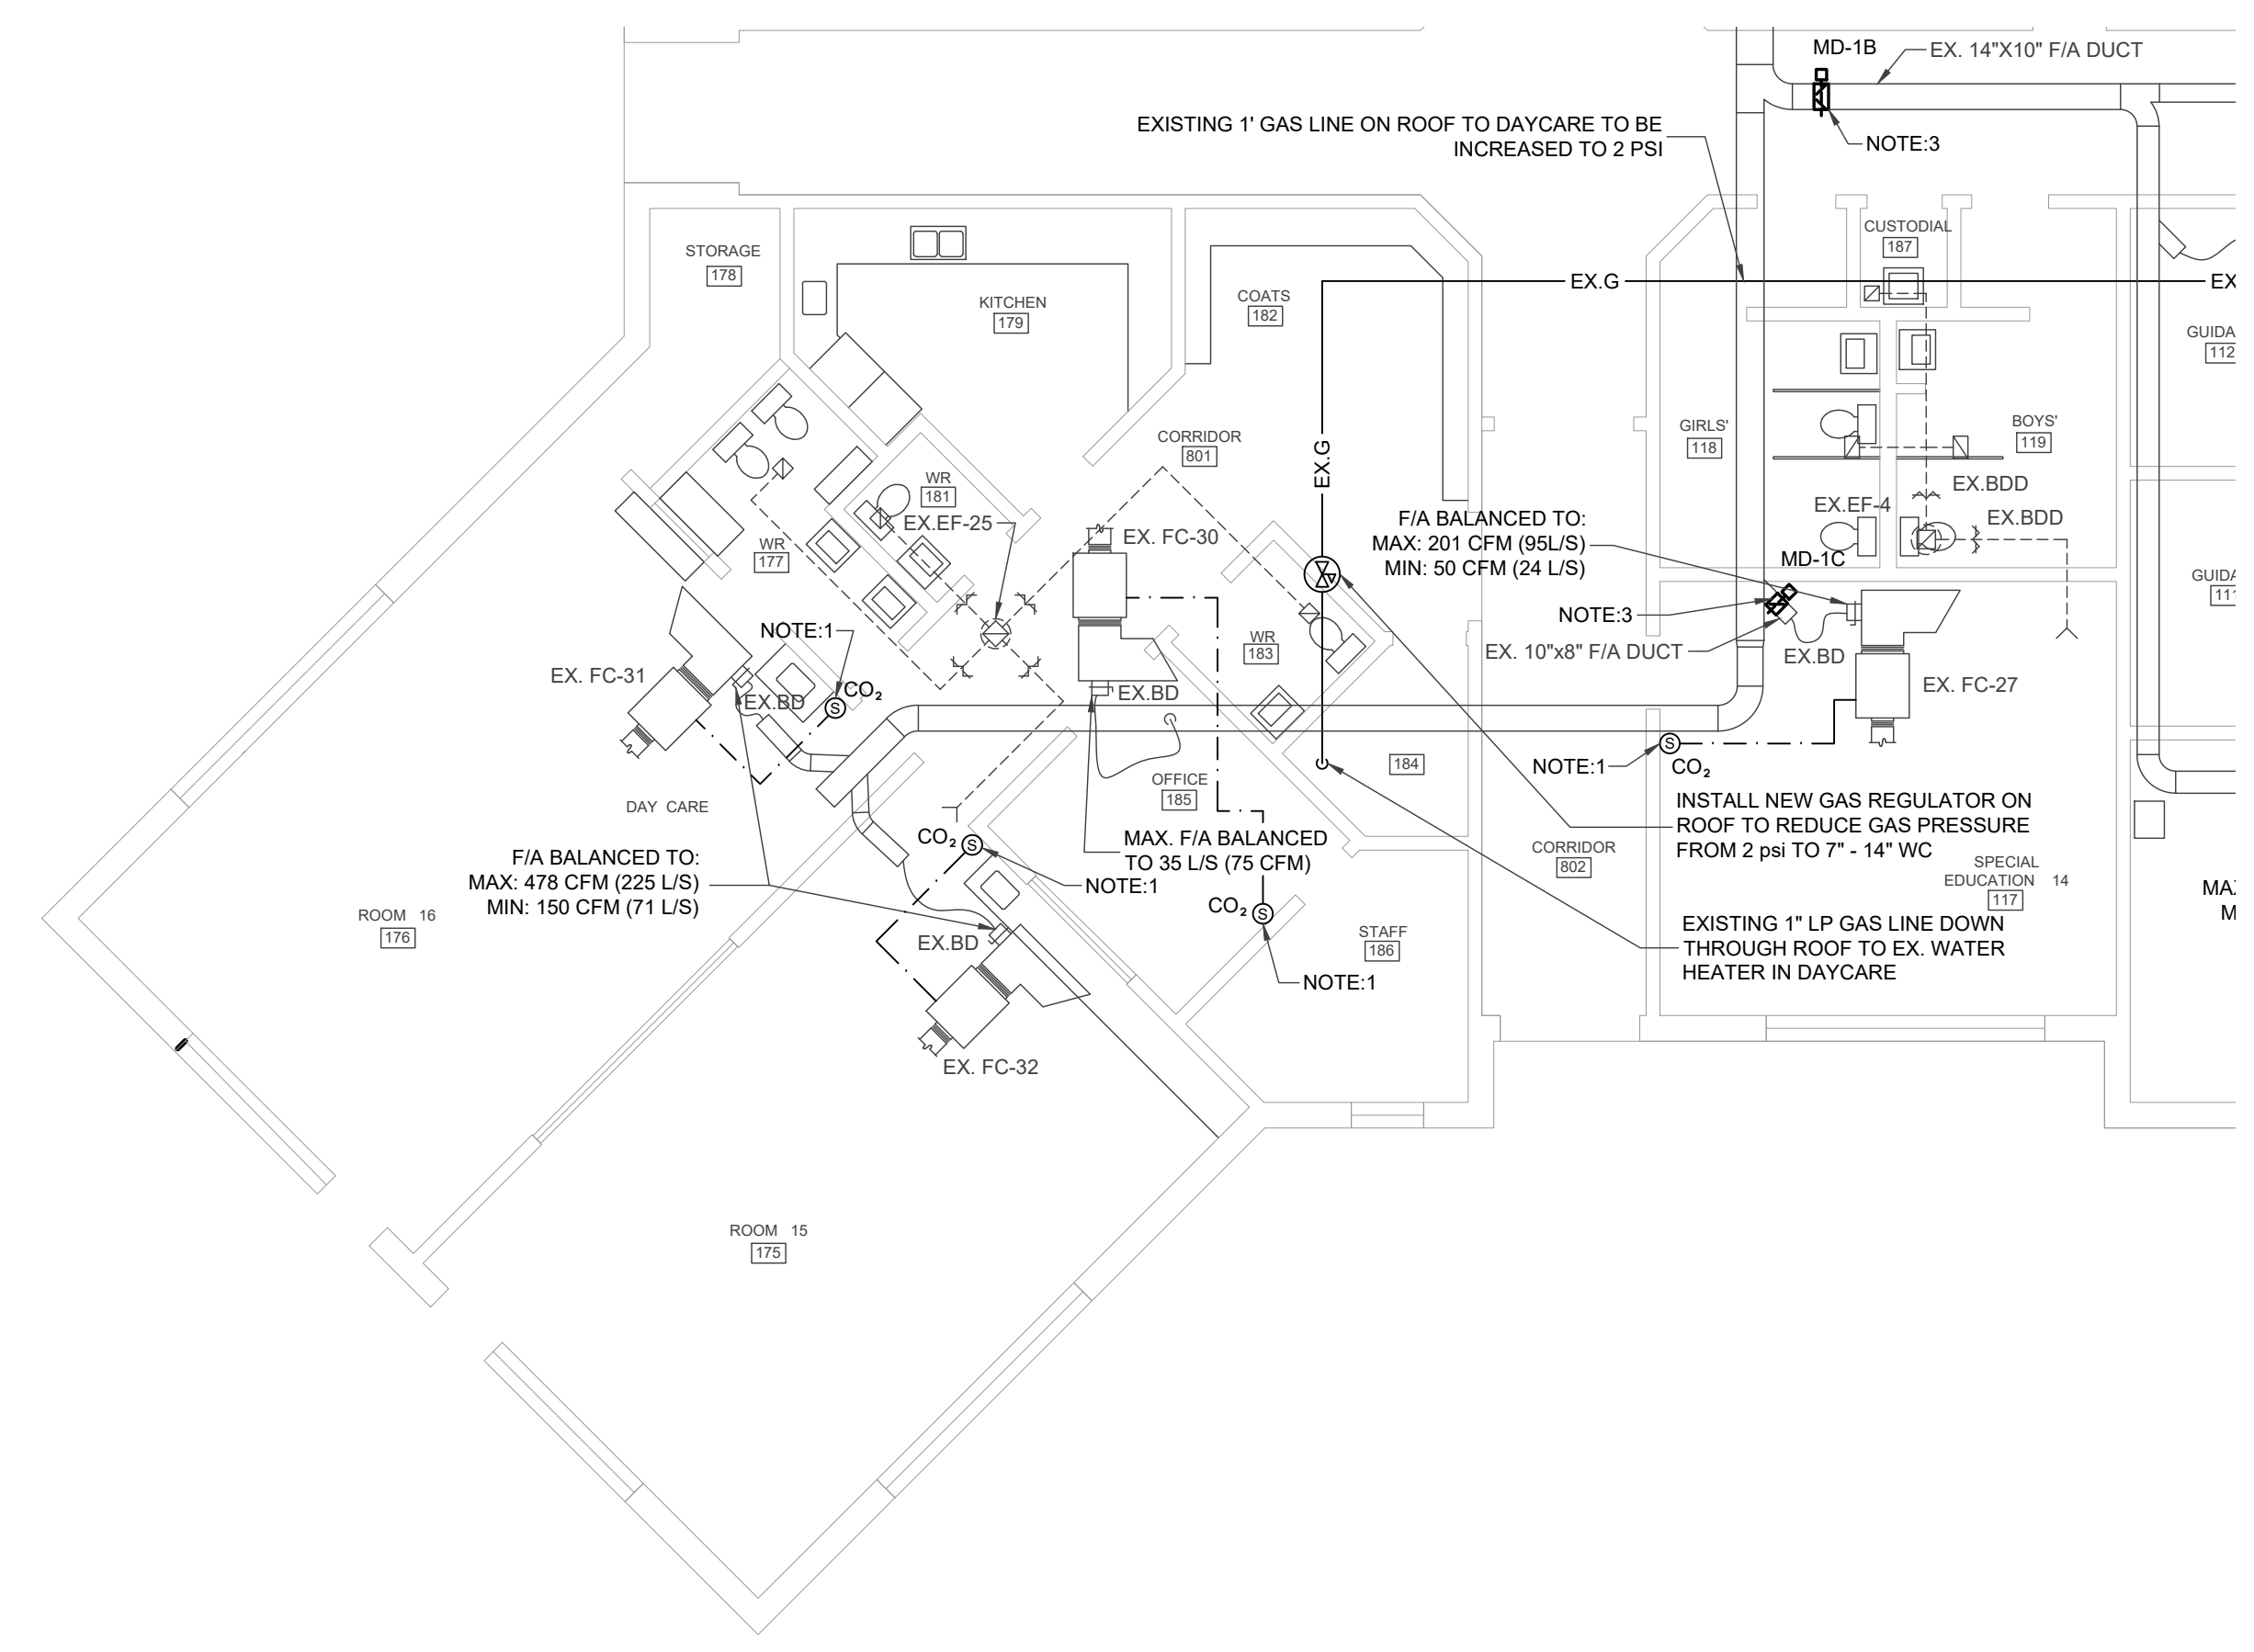 MD-1B
EX. 14"X10" F/A DUCT
EXISTING 1' GAS LINE ON ROOF TO DAYCARE TO BE
INCREASED TO 2 PSI
NOTE:3
STORAGE
178
KITCHEN
179
COATS
182
EX.G
CUSTODIAL
187
EX
GUIDA
112
CORRIDOR
801
EX.G
GIRLS'
118
BOYS'
119
WR
181
EX.EF-25
EX. FC-30
WR
177
F/A BALANCED TO:
MAX: 201 CFM (95L/S)
MIN: 50 CFM (24 L/S)
EX.EF-4
EX.BDD
EX.BDD
MD-1C
GUIDA
111
NOTE:3
EX. 10"x8" F/A DUCT
EX.BD
EX. FC-27
NOTE:1
EX. FC-31
EX.BD
CO₂
S
EX.BD
WR
183
184
S
CO₂
NOTE:1
OFFICE
185
DAY CARE
MAX. F/A BALANCED
TO 35 L/S (75 CFM)
CO₂
S
NOTE:1
F/A BALANCED TO:
MAX: 478 CFM (225 L/S)
MIN: 150 CFM (71 L/S)
INSTALL NEW GAS REGULATOR ON
ROOF TO REDUCE GAS PRESSURE
FROM 2 psi TO 7" - 14" WC
CORRIDOR
802
SPECIAL
EDUCATION 14
117
MAX
M
ROOM 16
176
CO₂
S
NOTE:1
EX.BD
EX. FC-32
STAFF
186
EXISTING 1" LP GAS LINE DOWN
THROUGH ROOF TO EX. WATER
HEATER IN DAYCARE
ROOM 15
175